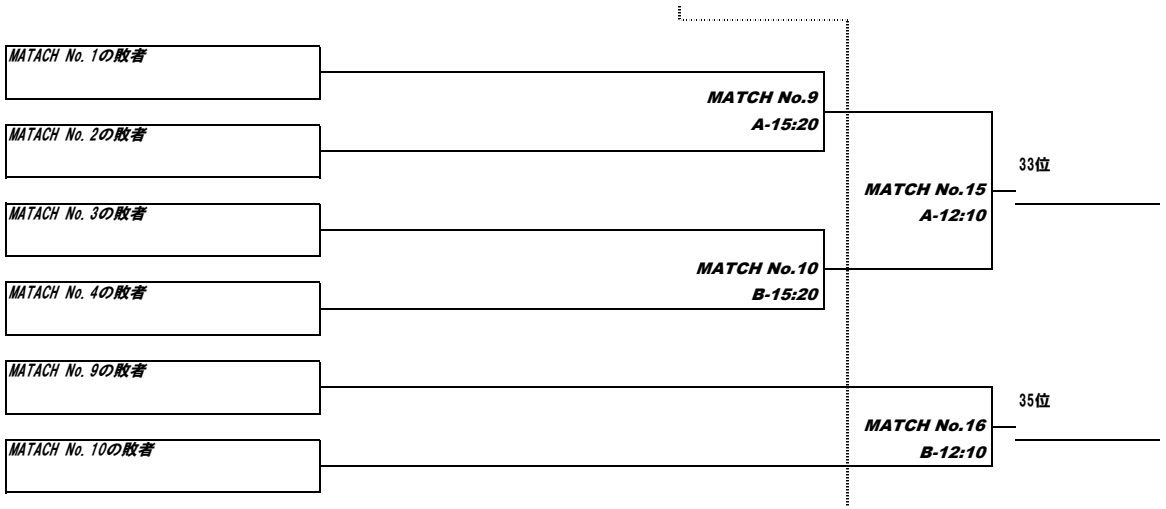 MATACH No. 1の敗者
MATCH No.9
A-15:20
MATACH No. 2の敗者
33位
MATCH No.15
A-12:10
MATACH No. 3の敗者
MATCH No.10
B-15:20
MATACH No. 4の敗者
MATACH No. 9の敗者
35位
MATCH No.16
B-12:10
MATACH No. 10の敗者